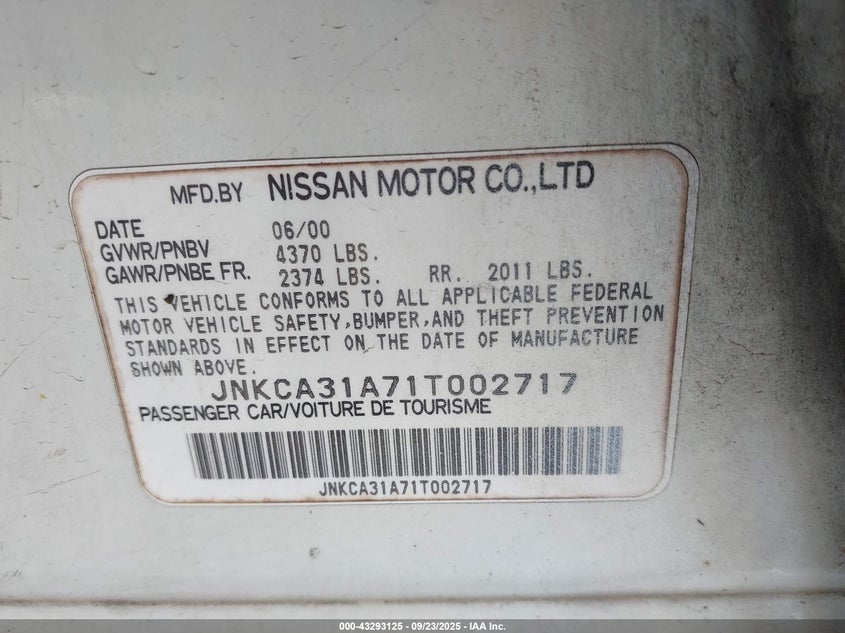 MFD.BY NISSAN MOTOR CO.,LTD
DATE 06/00
GVWR/PNBV 4370 LBS.
GAWR/PNBE FR. 2374 LBS. RR. 2011 LBS.
THIS VEHICLE CONFORMS TO ALL APPLICABLE FEDERAL
MOTOR VEHICLE SAFETY,BUMPER,AND THEFT PREVENTION
STANDARDS IN EFFECT ON THE DATE OF MANUFACTURE
SHOWN ABOVE.
JNKCA31A71T002717
PASSENGER CAR/VOITURE DE TOURISME
JNKCA31A71T002717
000-43293125 - 09/23/2025 - IAA Inc.